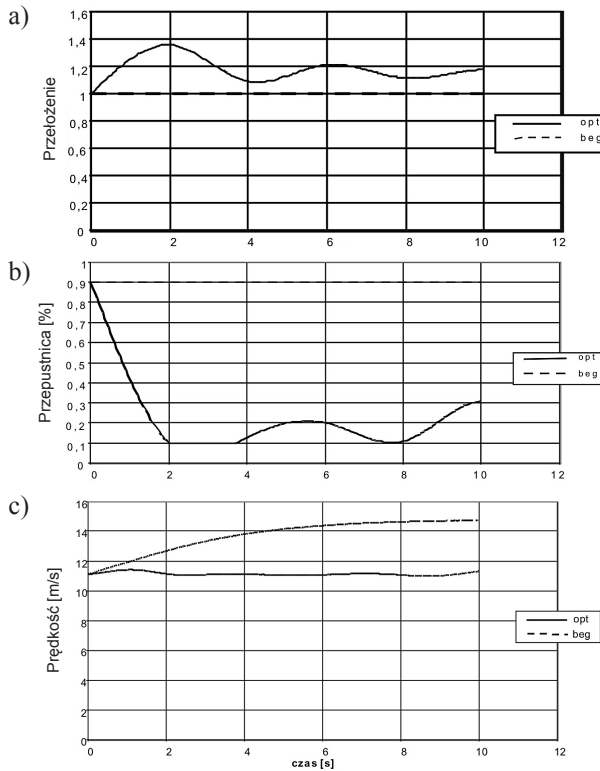 a)
Przełożenie
1,6
1,4
1,2
1
0,8
0,6
0,4
0,2
0
0 2 4 6 8 10 12
opt
beg
b)
Przepustnica [%]
1
0,9
0,8
0,7
0,6
0,5
0,4
0,3
0,2
0,1
0
0 2 4 6 8 10 12
opt
beg
c)
Prędkość [m/s]
16
14
12
10
8
6
4
2
0
0 2 4 6 8 10 12
czas [s]
opt
beg